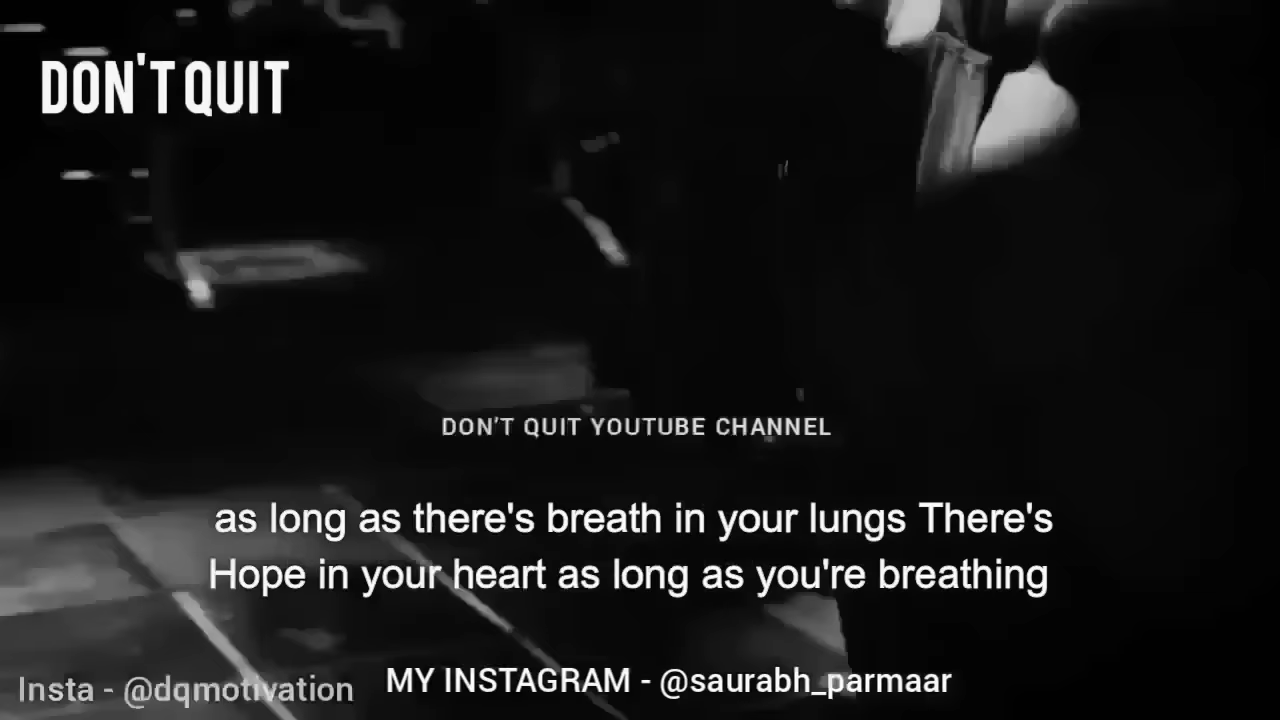 DON'T QUIT
DON'T QUIT YOUTUBE CHANNEL
as long as there's breath in your lungs There's
Hope in your heart as long as you're breathing
Insta - @dqmotivation
MY INSTAGRAM - @saurabh_parmaar